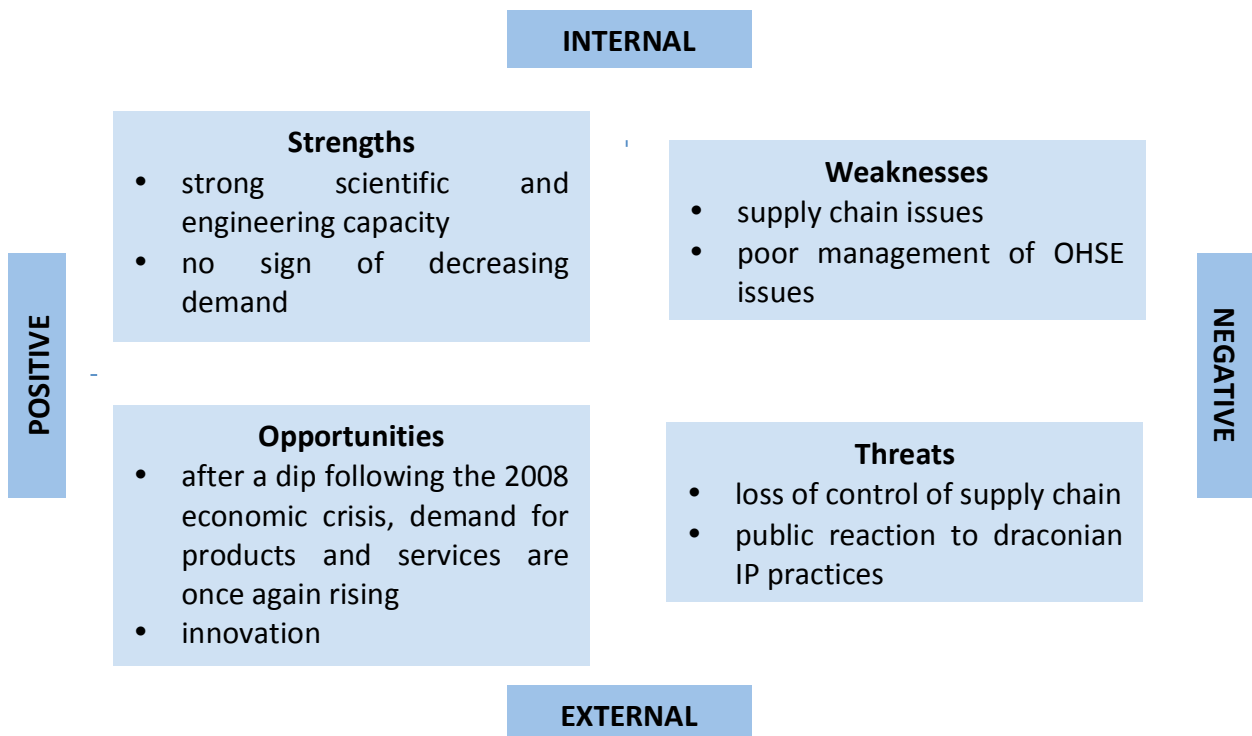 INTERNAL
Strengths
• strong scientific and
engineering capacity
• no sign of decreasing
demand
Weaknesses
• supply chain issues
• poor management of OHSE
issues
POSITIVE
NEGATIVE
Opportunities
• after a dip following the 2008
economic crisis, demand for
products and services are
once again rising
• innovation
Threats
• loss of control of supply chain
• public reaction to draconian
IP practices
EXTERNAL